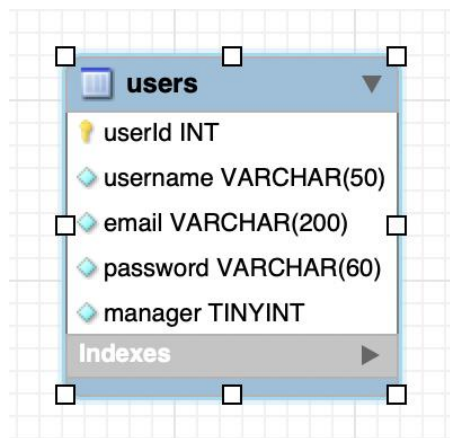 users
userId INT
username VARCHAR(50)
email VARCHAR(200)
password VARCHAR(60)
manager TINYINT
Indexes